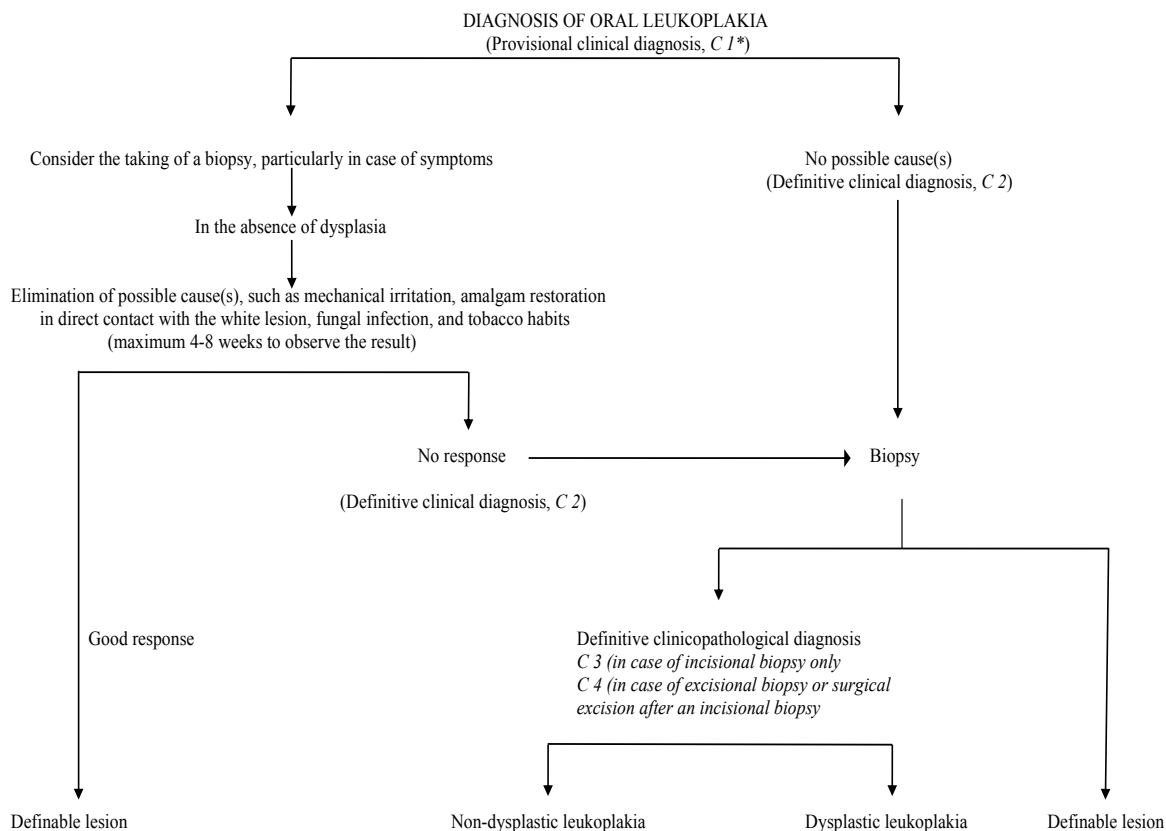 DIAGNOSIS OF ORAL LEUKOPLAKIA
(Provisional clinical diagnosis, C 1*)
Consider the taking of a biopsy, particularly in case of symptoms
No possible cause(s)
(Definitive clinical diagnosis, C 2)
In the absence of dysplasia
Elimination of possible cause(s), such as mechanical irritation, amalgam restoration
in direct contact with the white lesion, fungal infection, and tobacco habits
(maximum 4-8 weeks to observe the result)
No response
Biopsy
(Definitive clinical diagnosis, C 2)
Good response
Definitive clinicopathological diagnosis
C 3 (in case of incisional biopsy only
C 4 (in case of excisional biopsy or surgical
excision after an incisional biopsy
Definable lesion
Non-dysplastic leukoplakia
Dysplastic leukoplakia
Definable lesion